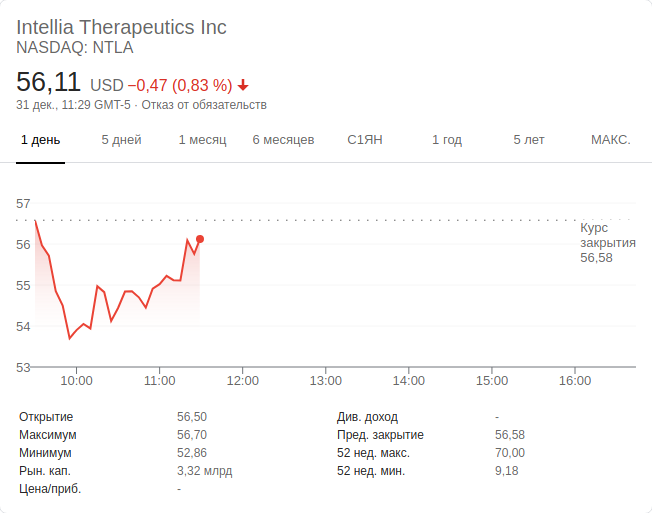 Intellia Therapeutics Inc
NASDAQ: NTLA
56,11 USD −0,47 (0,83 %)
31 дек., 11:29 GMT-5 · Отказ от обязательств
1 день 5 дней 1 месяц 6 месяцев С1ЯН 1 год 5 лет МАКС.
57
56
55
54
53
Курс
закрытия
56,58
10:00 11:00 12:00 13:00 14:00 15:00 16:00
Открытие 56,50 Див. доход -
Максимум 56,70 Пред. закрытие 56,58
Минимум 52,86 52 нед. макс. 70,00
Рын. кап. 3,32 млрд 52 нед. мин. 9,18
Цена/приб. -